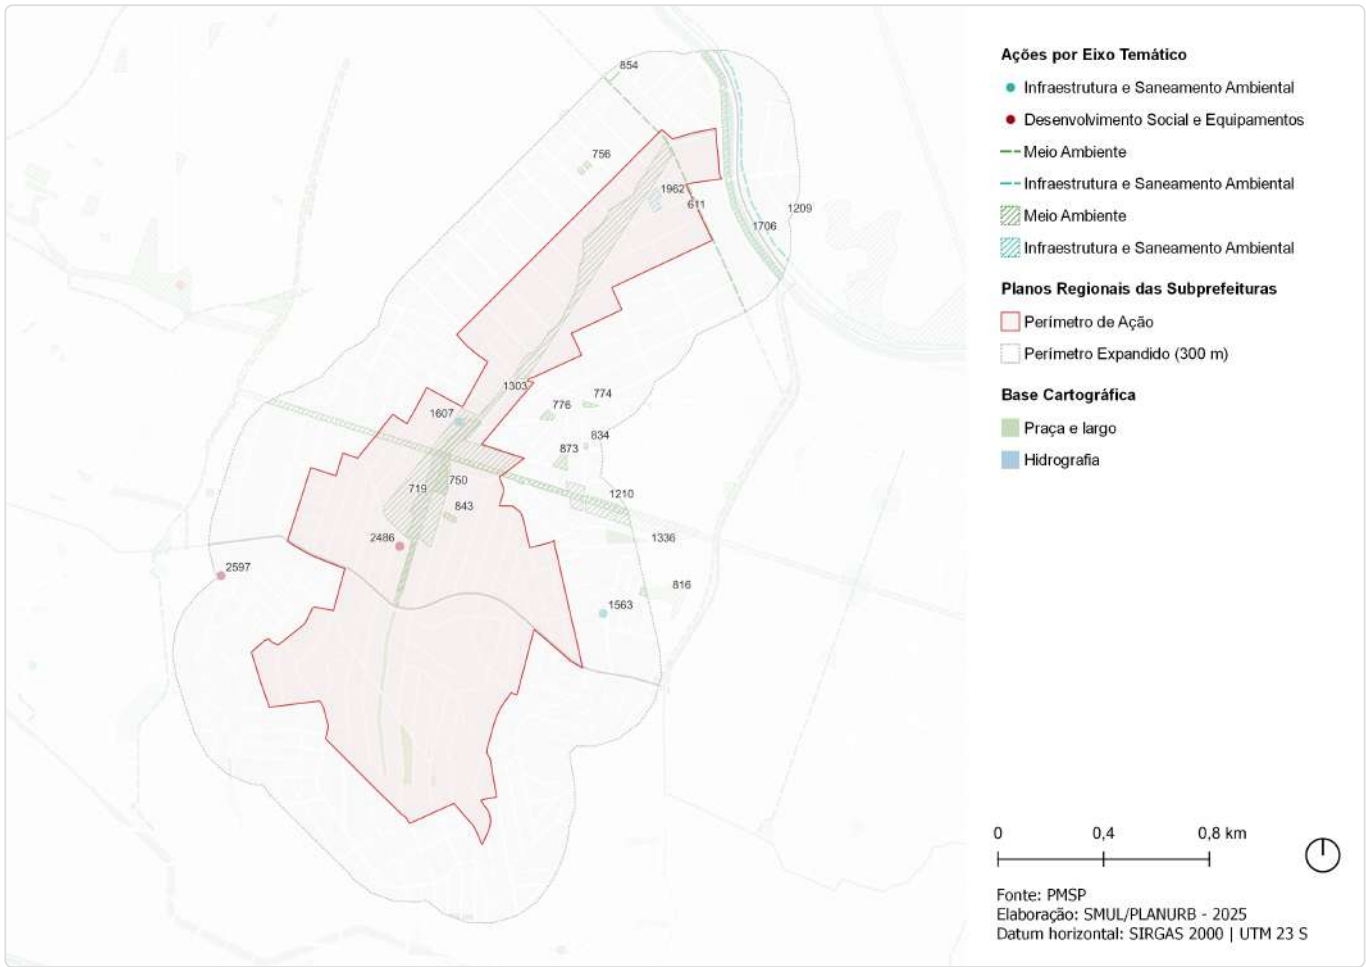 854
756
1962
611
1209
1706
1303
774
776
1607
834
873
750
719
1210
843
2486
1336
2597
816
1563
Ações por Eixo Temático
Infraestrutura e Saneamento Ambiental
Desenvolvimento Social e Equipamentos
Meio Ambiente
Infraestrutura e Saneamento Ambiental
Meio Ambiente
Infraestrutura e Saneamento Ambiental
Planos Regionais das Subprefeituras
Perímetro de Ação
Perímetro Expandido (300 m)
Base Cartográfica
Praça e largo
Hidrografia
0 0,4 0,8 km
Fonte: PMSP
Elaboração: SMUL/PLANURB - 2025
Datum horizontal: SIRGAS 2000 | UTM 23 S